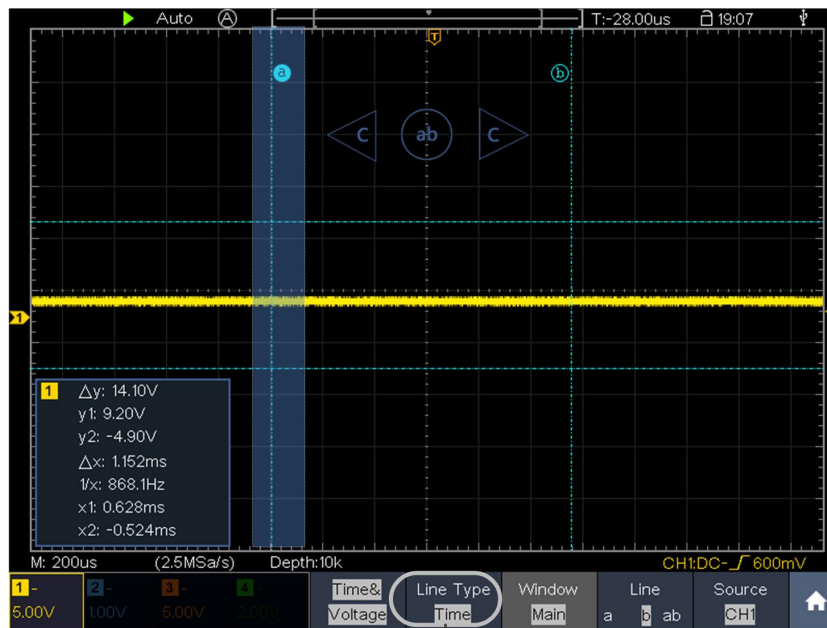 Auto A T:-28.00us 19:07
T
a b
C ab C
1
1 △y: 14.10V
y1: 9.20V
y2: -4.90V
△x: 1.152ms
1/x: 868.1Hz
x1: 0.628ms
x2: -0.524ms
M: 200us (2.5MSa/s) Depth:10k CH1:DC- 600mV
1 - 2 - 3 - 4 - Time& Line Type Window Line Source
5.00V 1.00V 5.00V 2.00V Voltage Time Main a b ab CH1